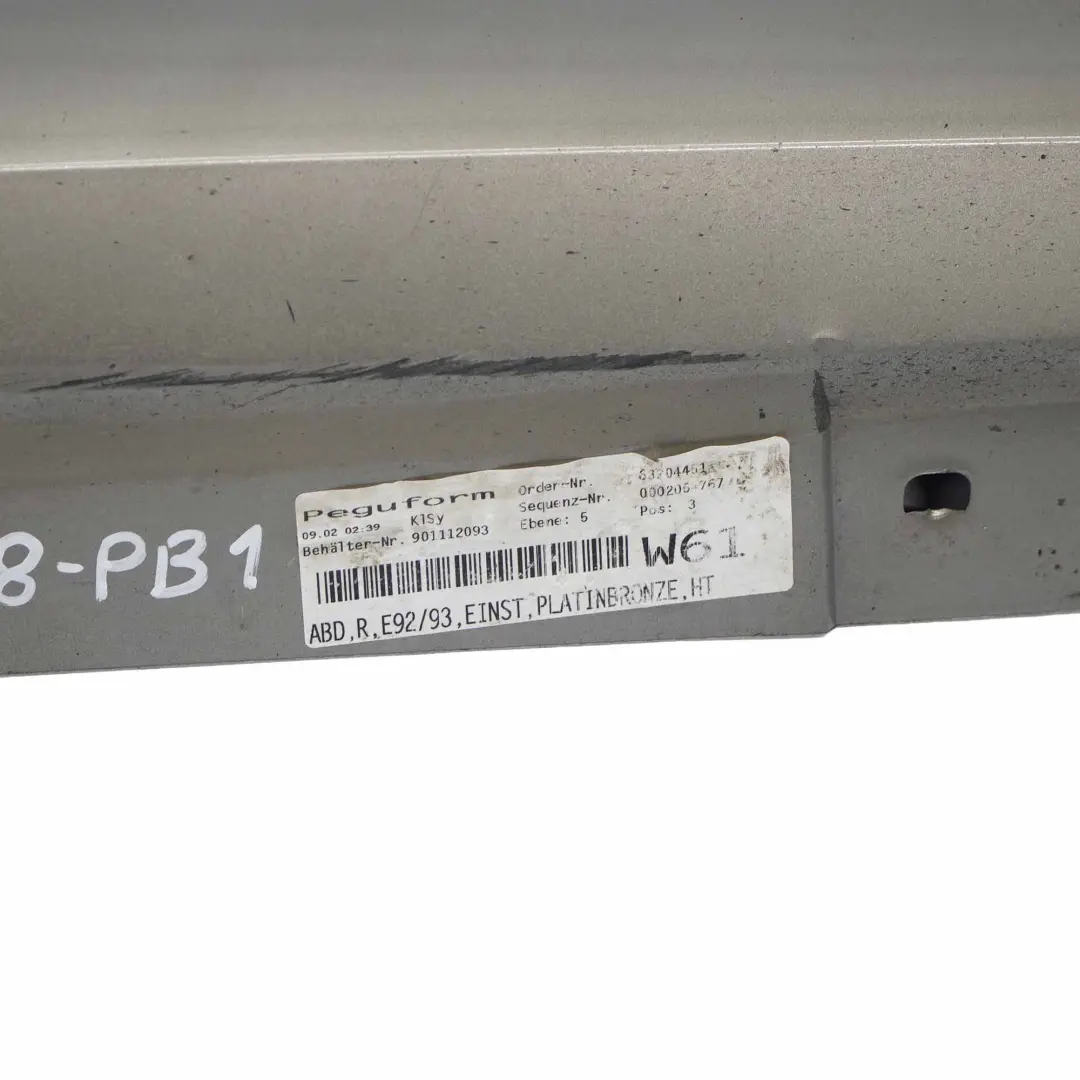 Peguform
Order-Nr.
09.02 02:39 KlSy
Sequenz-Nr.
Behälter-Nr. 901112093
Ebene: 5 Pos: 3
W61
ABD,R,E92/93,EINST,PLATINBRONZE,HT
8-PB1